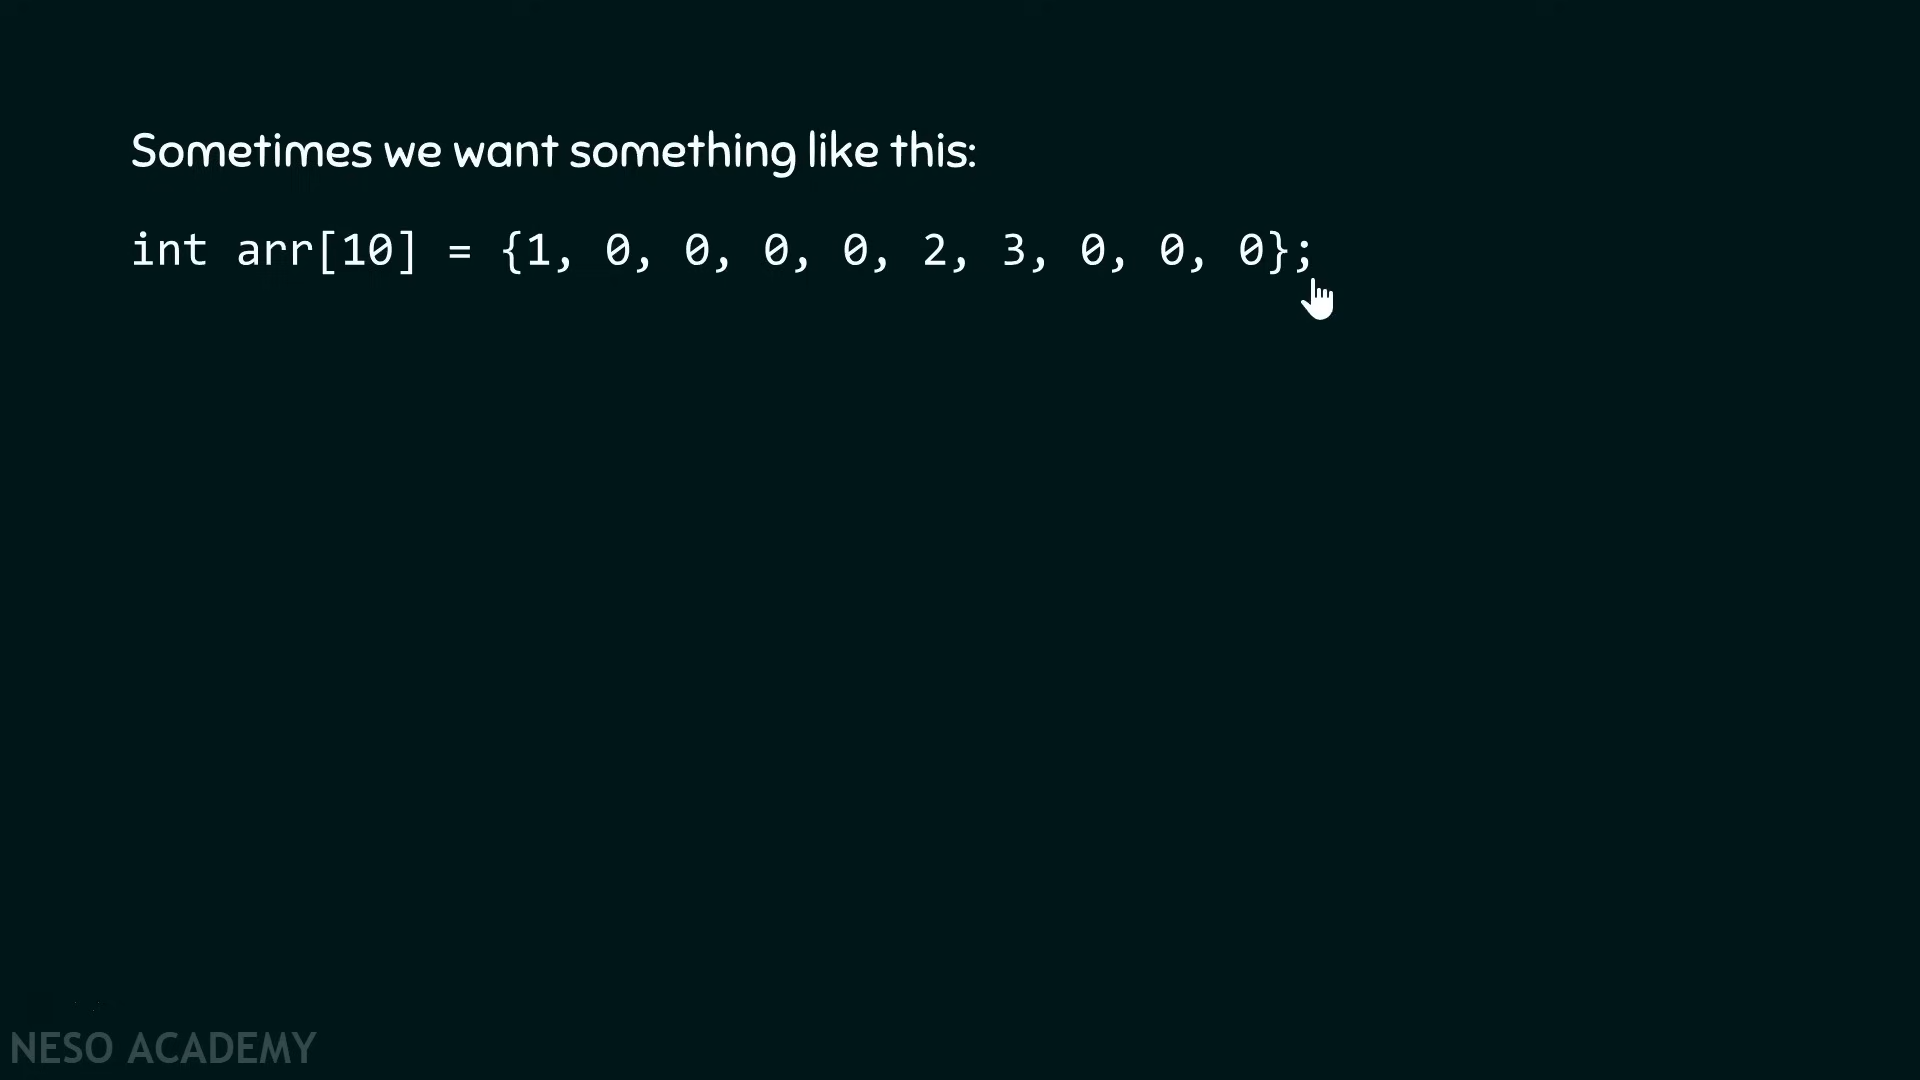 Sometimes we want something like this:
int arr[10] = {1, 0, 0, 0, 0, 2, 3, 0, 0, 0};
NESO ACADEMY